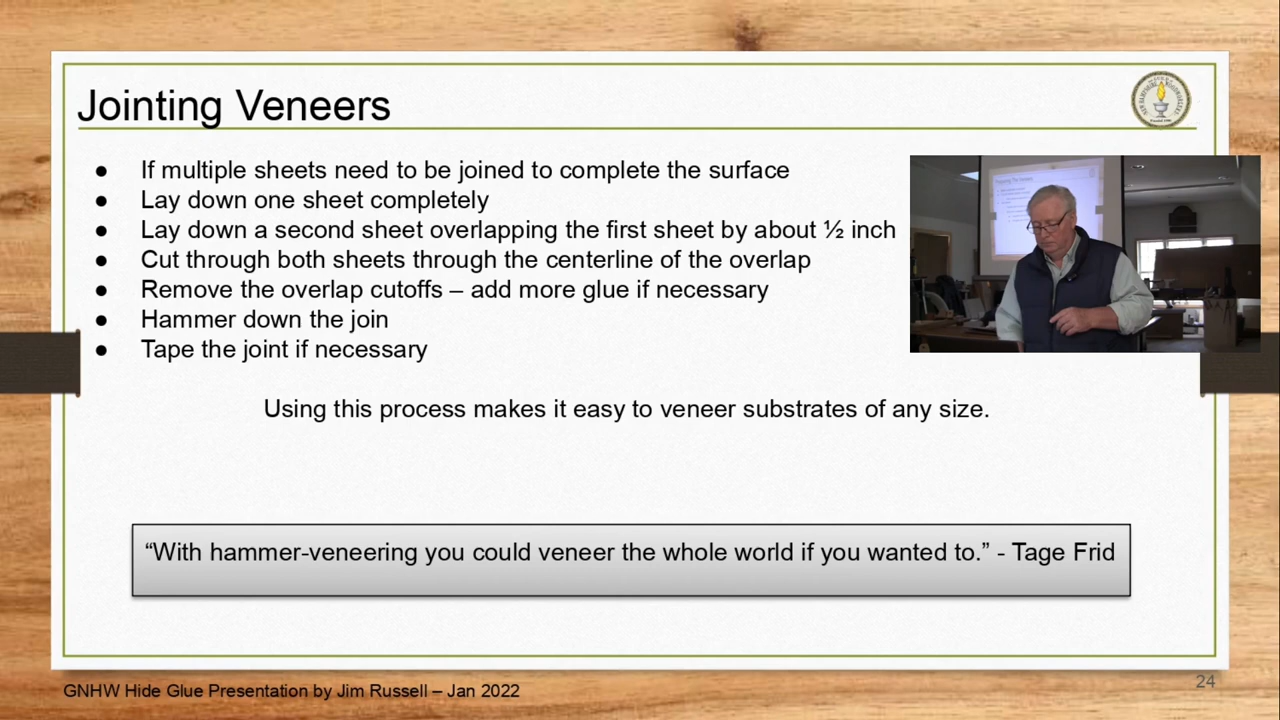 Jointing Veneers
● If multiple sheets need to be joined to complete the surface
● Lay down one sheet completely
● Lay down a second sheet overlapping the first sheet by about ½ inch
● Cut through both sheets through the centerline of the overlap
● Remove the overlap cutoffs – add more glue if necessary
● Hammer down the join
● Tape the joint if necessary
Using this process makes it easy to veneer substrates of any size.
“With hammer-veneering you could veneer the whole world if you wanted to.” - Tage Frid
GNHW Hide Glue Presentation by Jim Russell – Jan 2022
24